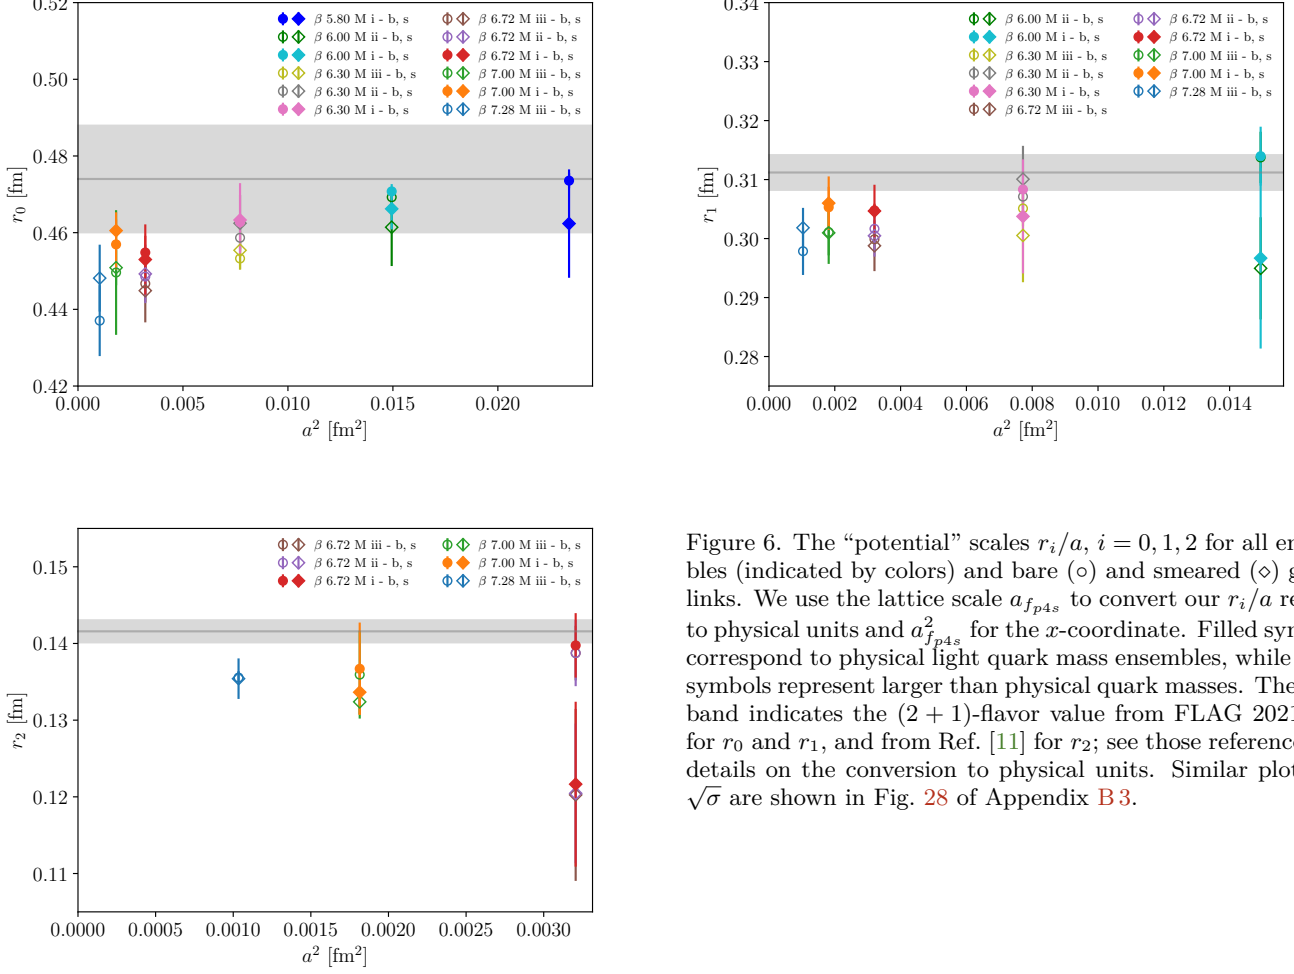 0.52
0.50
0.48
0.46
0.44
0.42
r₀ [fm]
β 5.80 M i - b, s
β 6.00 M ii - b, s
β 6.00 M i - b, s
β 6.30 M iii - b, s
β 6.30 M ii - b, s
β 6.30 M i - b, s
β 6.72 M iii - b, s
β 6.72 M ii - b, s
β 6.72 M i - b, s
β 7.00 M iii - b, s
β 7.00 M i - b, s
β 7.28 M iii - b, s
0.000 0.005 0.010 0.015 0.020
a² [fm²]
0.34
0.33
0.32
0.31
0.30
0.29
0.28
r₁ [fm]
β 6.00 M ii - b, s
β 6.00 M i - b, s
β 6.30 M iii - b, s
β 6.30 M ii - b, s
β 6.30 M i - b, s
β 6.72 M iii - b, s
β 6.72 M ii - b, s
β 6.72 M i - b, s
β 7.00 M iii - b, s
β 7.00 M i - b, s
β 7.28 M iii - b, s
0.000 0.002 0.004 0.006 0.008 0.010 0.012 0.014
a² [fm²]
0.15
0.14
0.13
0.12
0.11
r₂ [fm]
β 6.72 M iii - b, s
β 6.72 M ii - b, s
β 6.72 M i - b, s
β 7.00 M iii - b, s
β 7.00 M i - b, s
β 7.28 M iii - b, s
0.0000 0.0005 0.0010 0.0015 0.0020 0.0025 0.0030
a² [fm²]
Figure 6. The “potential” scales rᵢ/a, i = 0, 1, 2 for all en
bles (indicated by colors) and bare (○) and smeared (◇) g
links. We use the lattice scale a_{f_{p4s}} to convert our rᵢ/a re
to physical units and a²_{f_{p4s}} for the x-coordinate. Filled sym
correspond to physical light quark mass ensembles, while
symbols represent larger than physical quark masses. The
band indicates the (2 + 1)-flavor value from FLAG 2021
for r₀ and r₁, and from Ref. [11] for r₂; see those referenc
details on the conversion to physical units. Similar plot
√σ are shown in Fig. 28 of Appendix B 3.